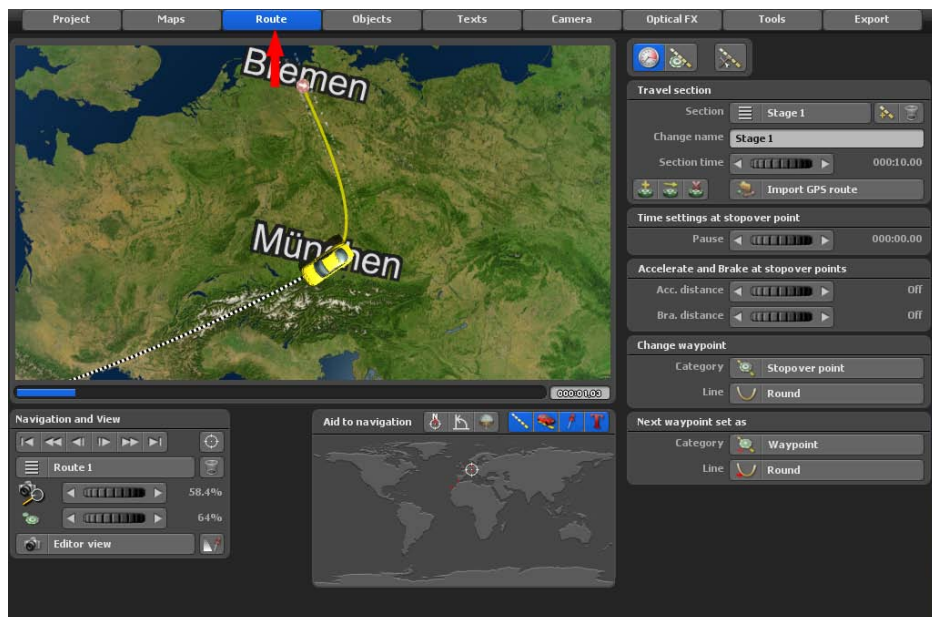 Project Maps Route Objects Texts Camera Optical FX Tools Export
Bremen
München
000:01,00
Travel section
Section Stage 1
Change name Stage 1
Section time 000:10.00
Import GPS route
Time settings at stopover point
Pause 000:00.00
Accelerate and Brake at stopover points
Acc. distance Off
Bra. distance Off
Change waypoint
Category Stopover point
Line Round
Next waypoint set as
Category Waypoint
Line Round
Navigation and View
Route 1
58.4%
64%
Editor view
Aid to navigation